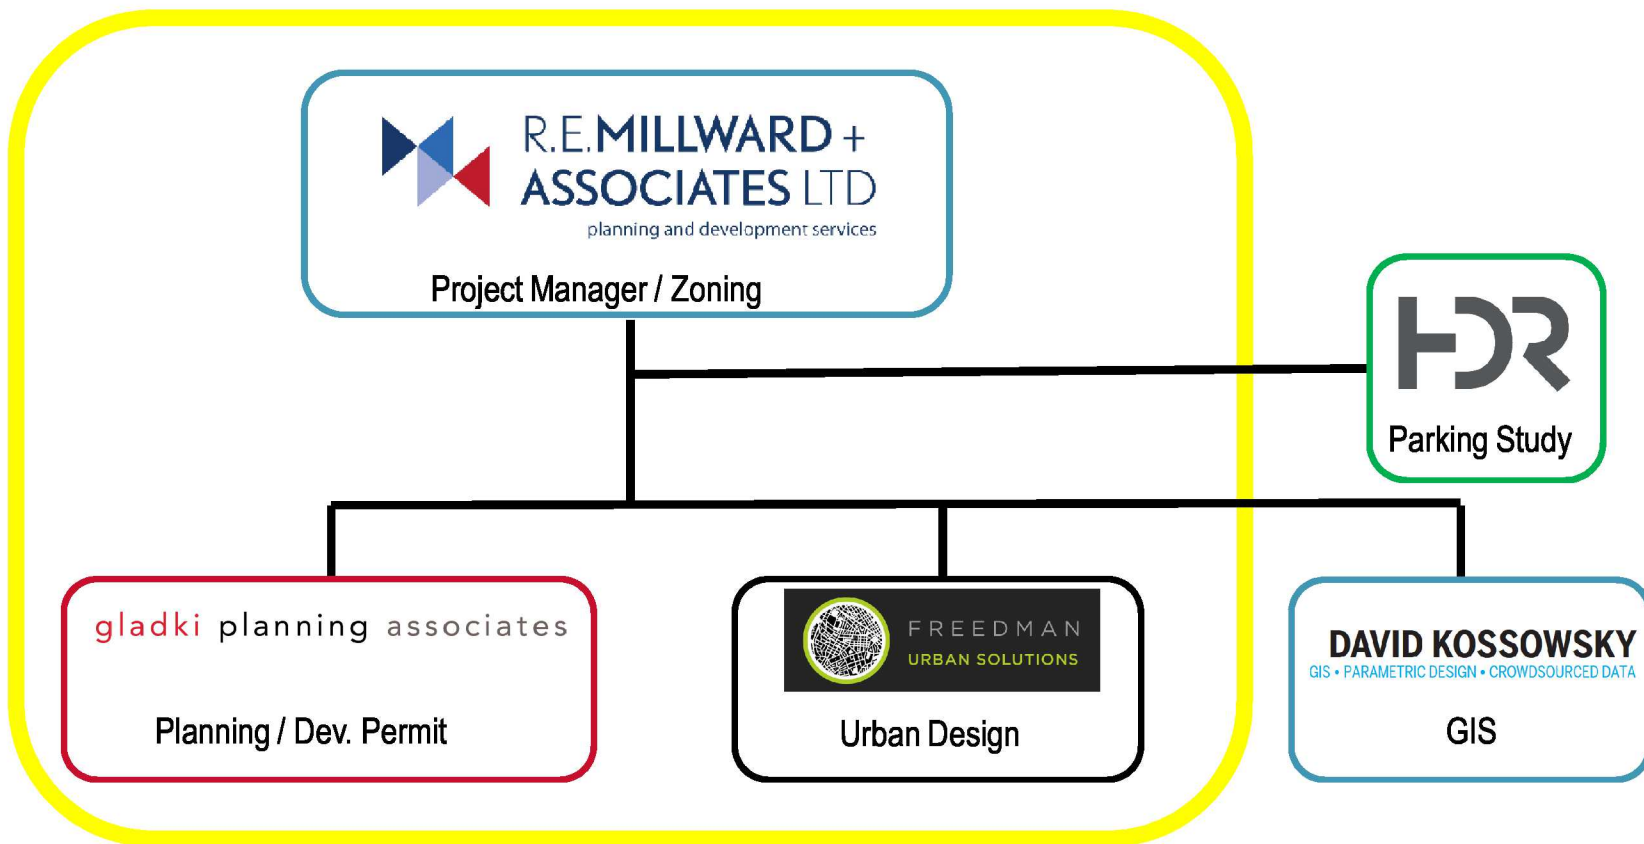 R.E.MILLWARD +
ASSOCIATES LTD
planning and development services
Project Manager / Zoning
HDR
Parking Study
gladki planning associates
Planning / Dev. Permit
FREEDMAN
URBAN SOLUTIONS
Urban Design
DAVID KOSSOWSKY
GIS • PARAMETRIC DESIGN • CROWDSOURCED DATA
GIS